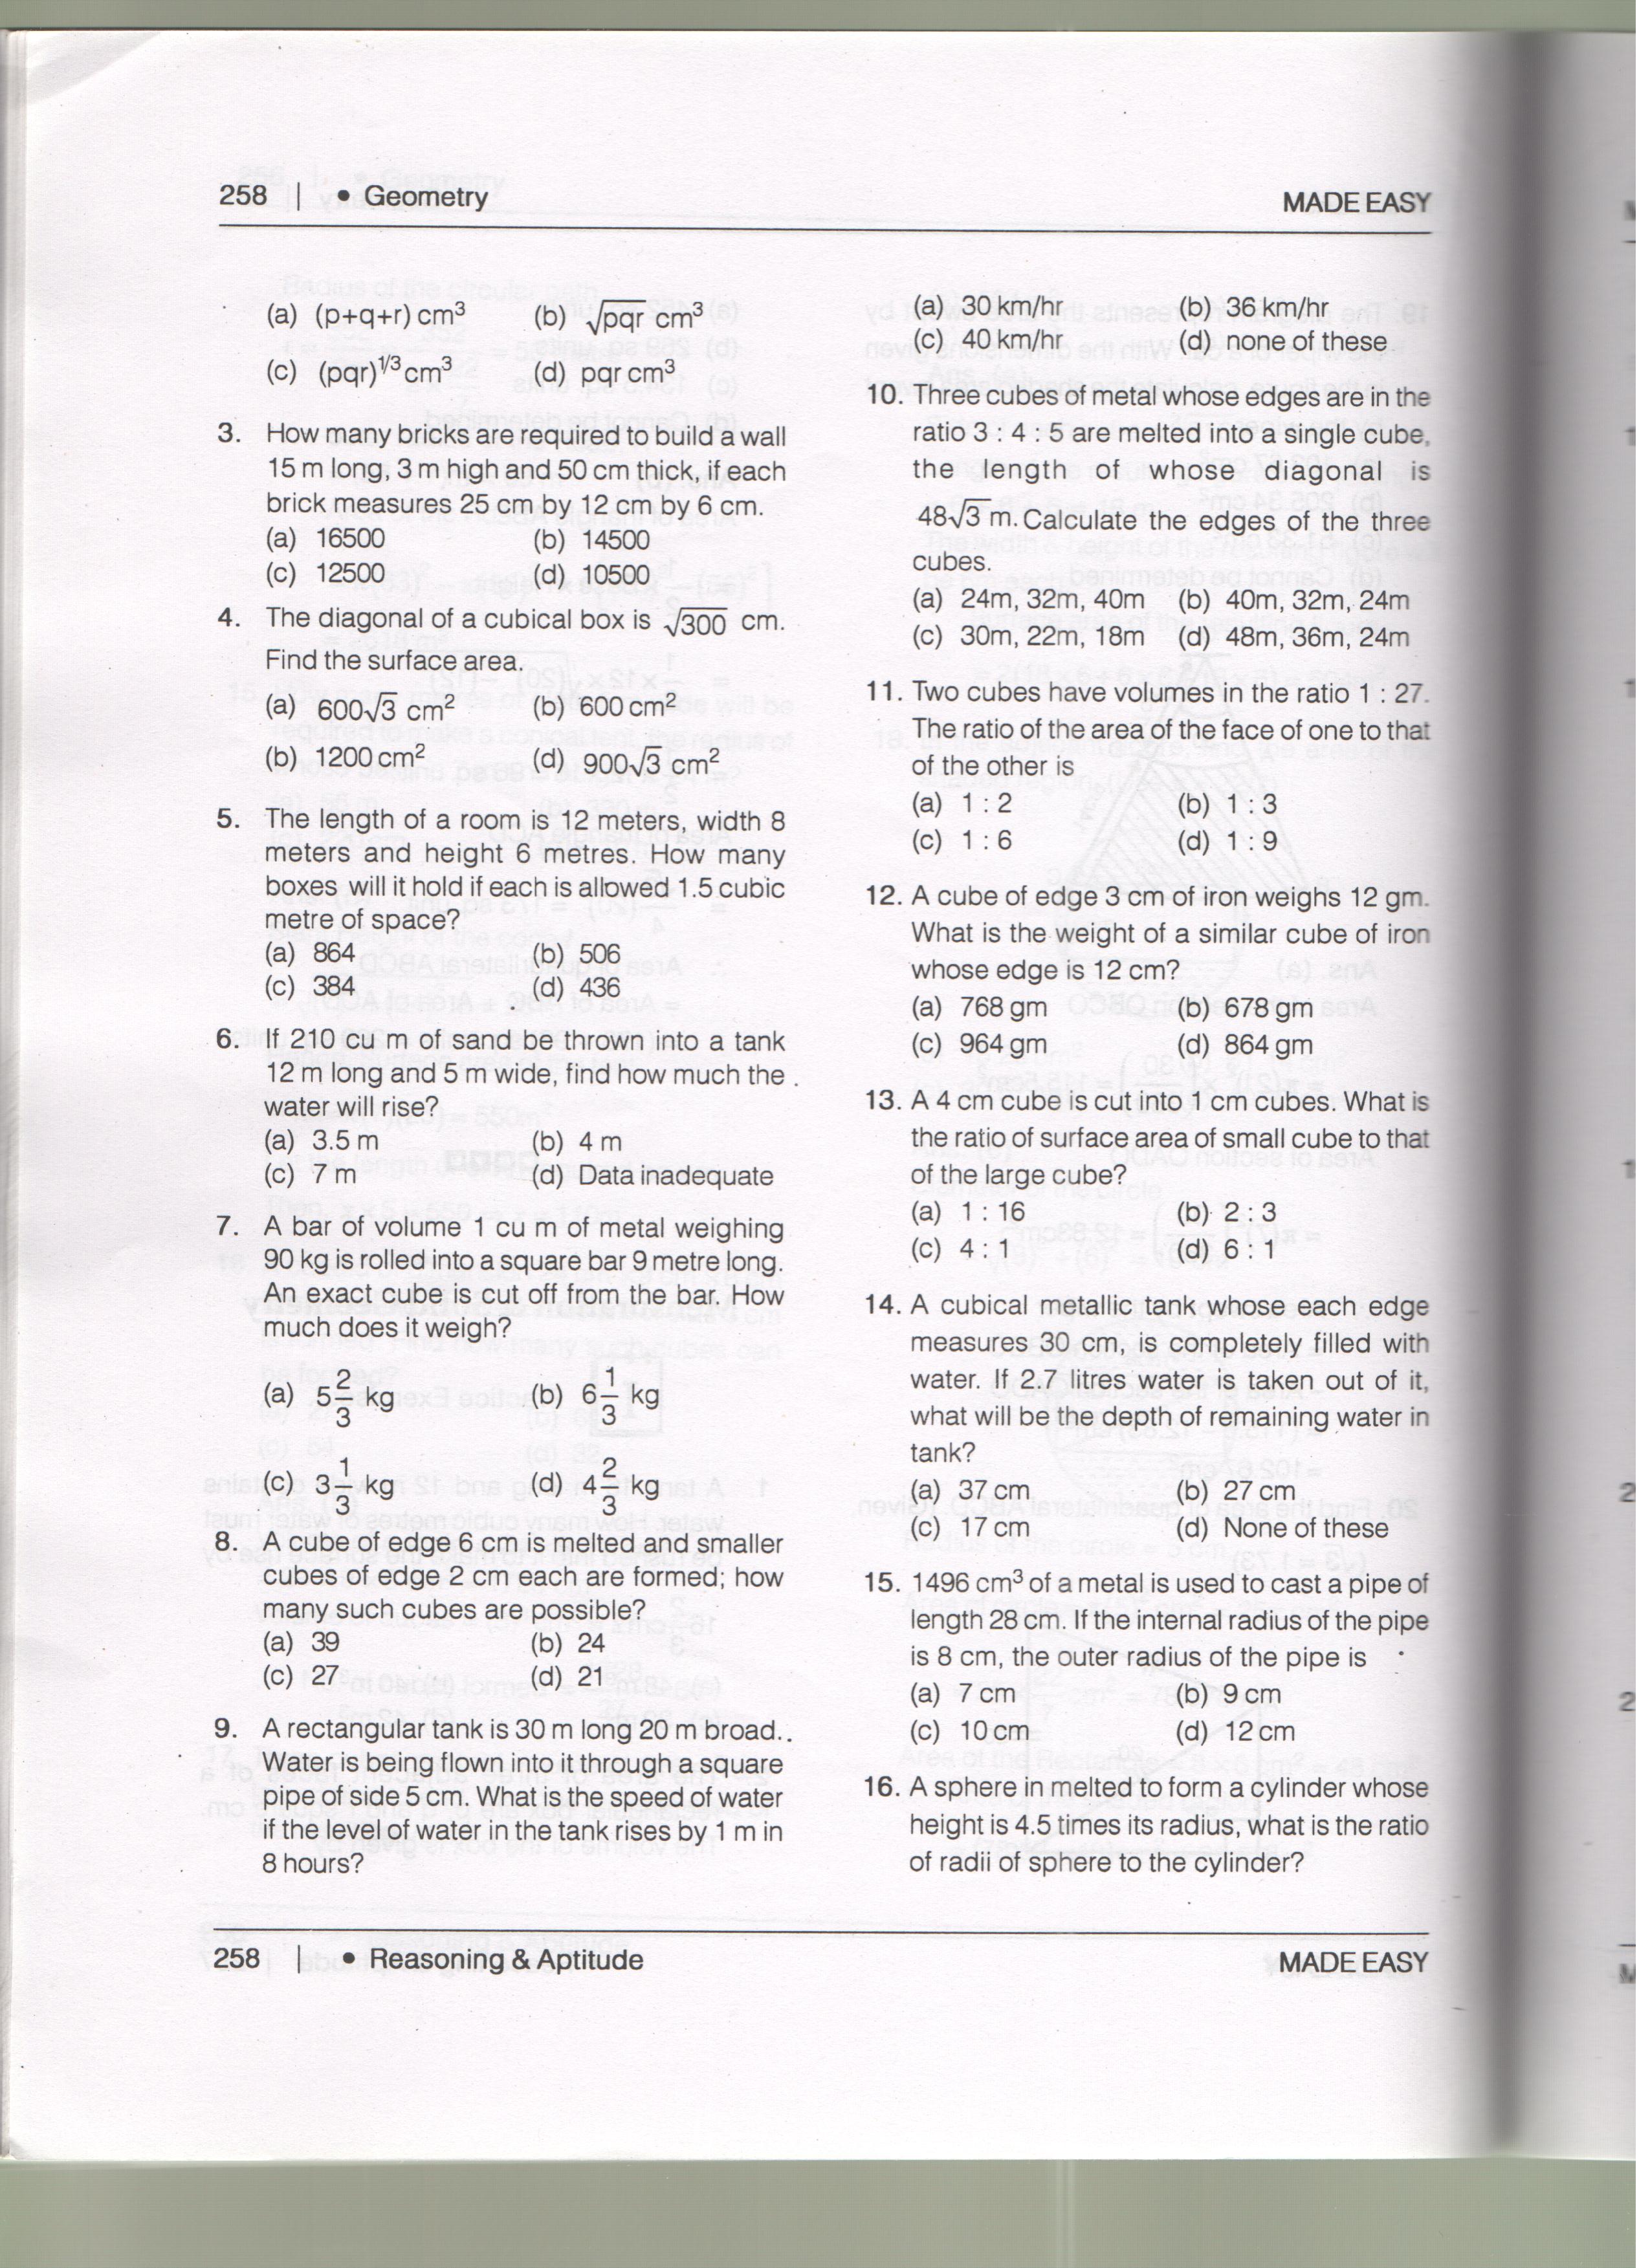 258 | • Geometry MADE EASY
(a) (p+q+r) cm³ (b) √pqr cm³
(c) (pqr)^1/3 cm³ (d) pqr cm³
3. How many bricks are required to build a wall
15 m long, 3 m high and 50 cm thick, if each
brick measures 25 cm by 12 cm by 6 cm.
(a) 16500 (b) 14500
(c) 12500 (d) 10500
4. The diagonal of a cubical box is √300 cm.
Find the surface area.
(a) 600√3 cm² (b) 600 cm²
(b) 1200 cm² (d) 900√3 cm²
5. The length of a room is 12 meters, width 8
meters and height 6 metres. How many
boxes will it hold if each is allowed 1.5 cubic
metre of space?
(a) 864 (b) 506
(c) 384 (d) 436
6. If 210 cu m of sand be thrown into a tank
12 m long and 5 m wide, find how much the
water will rise?
(a) 3.5 m (b) 4 m
(c) 7 m (d) Data inadequate
7. A bar of volume 1 cu m of metal weighing
90 kg is rolled into a square bar 9 metre long.
An exact cube is cut off from the bar. How
much does it weigh?
(a) 5 2/3 kg (b) 6 1/3 kg
(c) 3 1/3 kg (d) 4 2/3 kg
8. A cube of edge 6 cm is melted and smaller
cubes of edge 2 cm each are formed; how
many such cubes are possible?
(a) 39 (b) 24
(c) 27 (d) 21
9. A rectangular tank is 30 m long 20 m broad.
Water is being flown into it through a square
pipe of side 5 cm. What is the speed of water
if the level of water in the tank rises by 1 m in
8 hours?
(a) 30 km/hr (b) 36 km/hr
(c) 40 km/hr (d) none of these
10. Three cubes of metal whose edges are in the
ratio 3 : 4 : 5 are melted into a single cube,
the length of whose diagonal is
48√3 m. Calculate the edges of the three
cubes.
(a) 24m, 32m, 40m (b) 40m, 32m, 24m
(c) 30m, 22m, 18m (d) 48m, 36m, 24m
11. Two cubes have volumes in the ratio 1 : 27.
The ratio of the area of the face of one to that
of the other is
(a) 1 : 2 (b) 1 : 3
(c) 1 : 6 (d) 1 : 9
12. A cube of edge 3 cm of iron weighs 12 gm.
What is the weight of a similar cube of iron
whose edge is 12 cm?
(a) 768 gm (b) 678 gm
(c) 964 gm (d) 864 gm
13. A 4 cm cube is cut into 1 cm cubes. What is
the ratio of surface area of small cube to that
of the large cube?
(a) 1 : 16 (b) 2 : 3
(c) 4 : 1 (d) 6 : 1
14. A cubical metallic tank whose each edge
measures 30 cm, is completely filled with
water. If 2.7 litres water is taken out of it,
what will be the depth of remaining water in
tank?
(a) 37 cm (b) 27 cm
(c) 17 cm (d) None of these
15. 1496 cm³ of a metal is used to cast a pipe of
length 28 cm. If the internal radius of the pipe
is 8 cm, the outer radius of the pipe is
(a) 7 cm (b) 9 cm
(c) 10 cm (d) 12 cm
16. A sphere in melted to form a cylinder whose
height is 4.5 times its radius, what is the ratio
of radii of sphere to the cylinder?
258 | • Reasoning & Aptitude MADE EASY